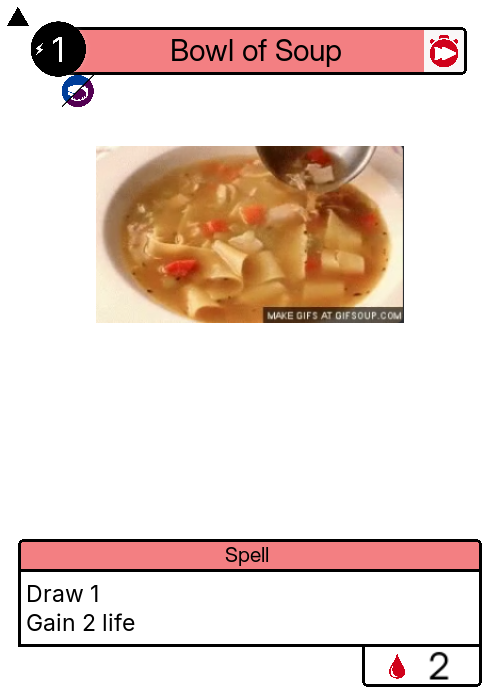 1
Bowl of Soup
MAKE GIFS AT GIFSOUP.COM
Spell
Draw 1
Gain 2 life
2